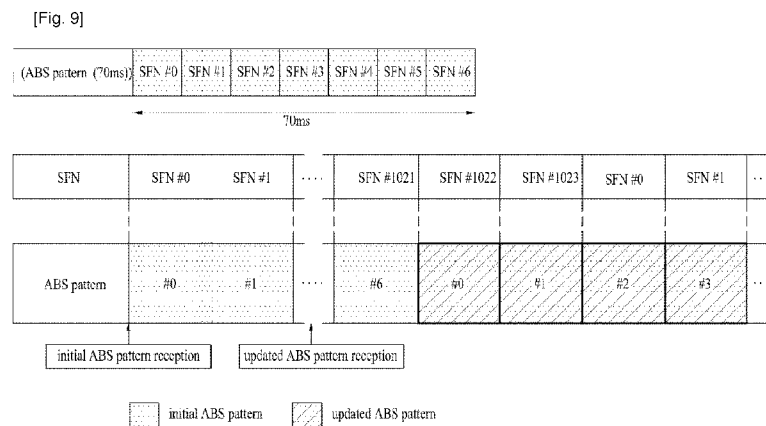 [Fig. 9]
(ABS pattern (70ms)) SFN #0 SFN #1 SFN #2 SFN #3 SFN #4 SFN #5 SFN #6
70ms
SFN SFN #0 SFN #1 .... SFN #1021 SFN #1022 SFN #1023 SFN #0 SFN #1 ...
ABS pattern #0 #1 .... #6 #0 #1 #2 #3 ...
initial ABS pattern reception updated ABS pattern reception
initial ABS pattern updated ABS pattern